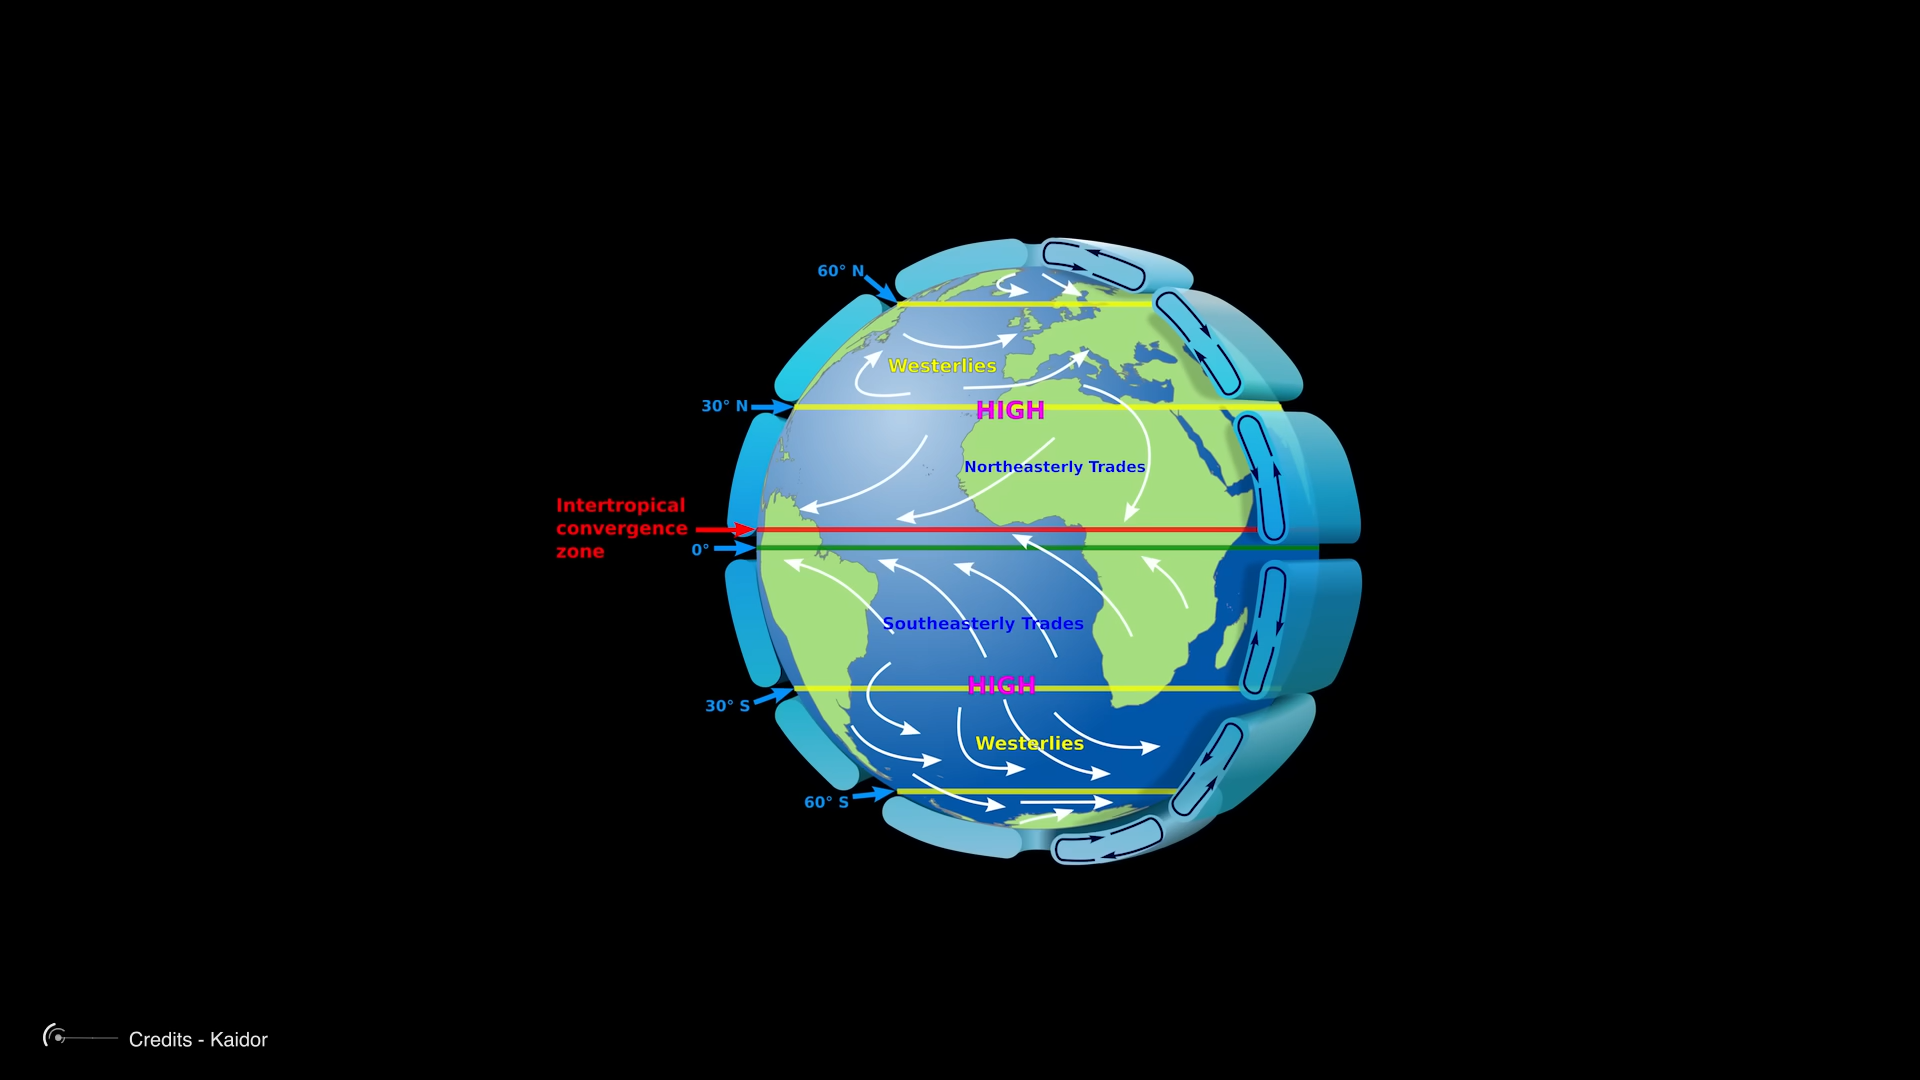 60° N
Westerlies
30° N
HIGH
Northeasterly Trades
Intertropical
convergence
zone
0°
Southeasterly Trades
HIGH
30° S
Westerlies
60° S
Credits - Kaidor